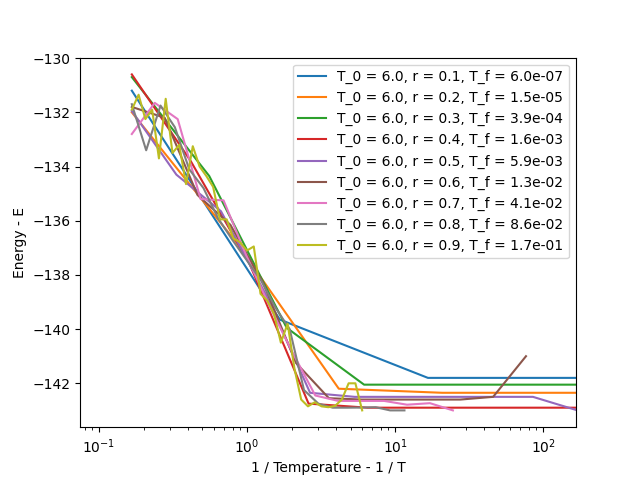 −130
−132
−134
−136
−138
−140
−142
Energy - E
T_0 = 6.0, r = 0.1, T_f = 6.0e-07
T_0 = 6.0, r = 0.2, T_f = 1.5e-05
T_0 = 6.0, r = 0.3, T_f = 3.9e-04
T_0 = 6.0, r = 0.4, T_f = 1.6e-03
T_0 = 6.0, r = 0.5, T_f = 5.9e-03
T_0 = 6.0, r = 0.6, T_f = 1.3e-02
T_0 = 6.0, r = 0.7, T_f = 4.1e-02
T_0 = 6.0, r = 0.8, T_f = 8.6e-02
T_0 = 6.0, r = 0.9, T_f = 1.7e-01
10⁻¹ 10⁰ 10¹ 10²
1 / Temperature - 1 / T